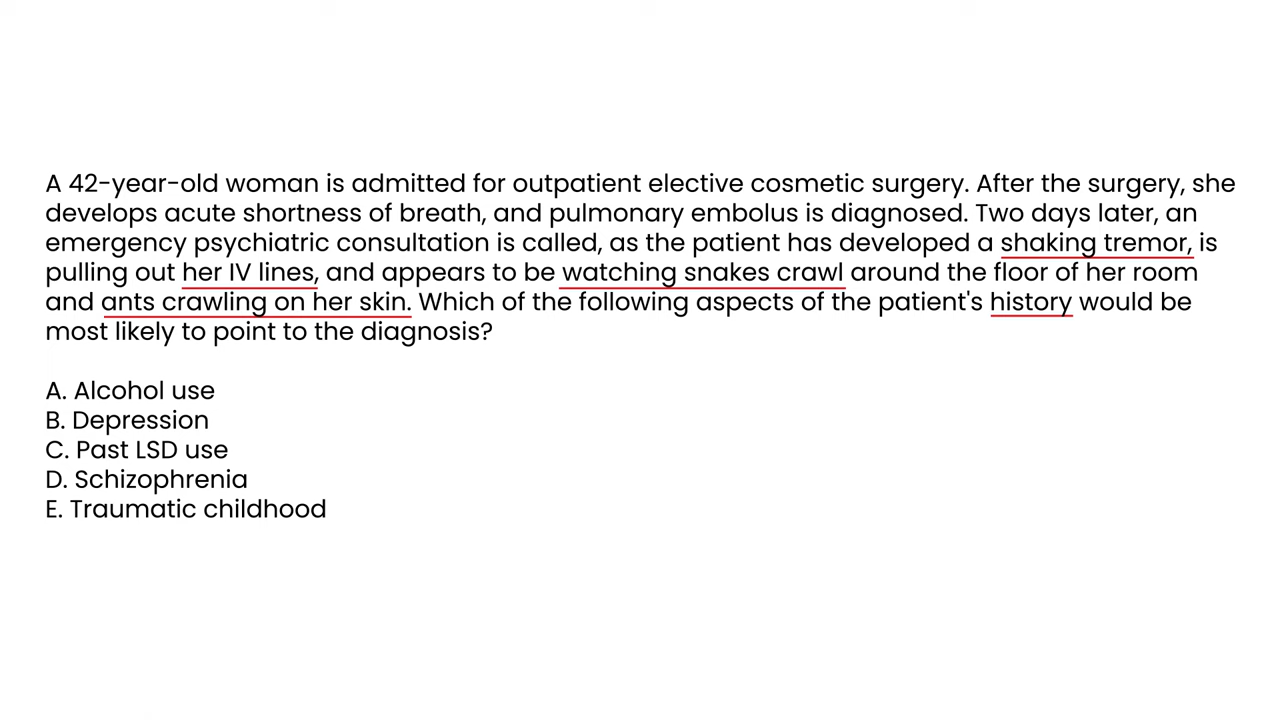 A 42-year-old woman is admitted for outpatient elective cosmetic surgery. After the surgery, she
develops acute shortness of breath, and pulmonary embolus is diagnosed. Two days later, an
emergency psychiatric consultation is called, as the patient has developed a shaking tremor, is
pulling out her IV lines, and appears to be watching snakes crawl around the floor of her room
and ants crawling on her skin. Which of the following aspects of the patient's history would be
most likely to point to the diagnosis?
A. Alcohol use
B. Depression
C. Past LSD use
D. Schizophrenia
E. Traumatic childhood